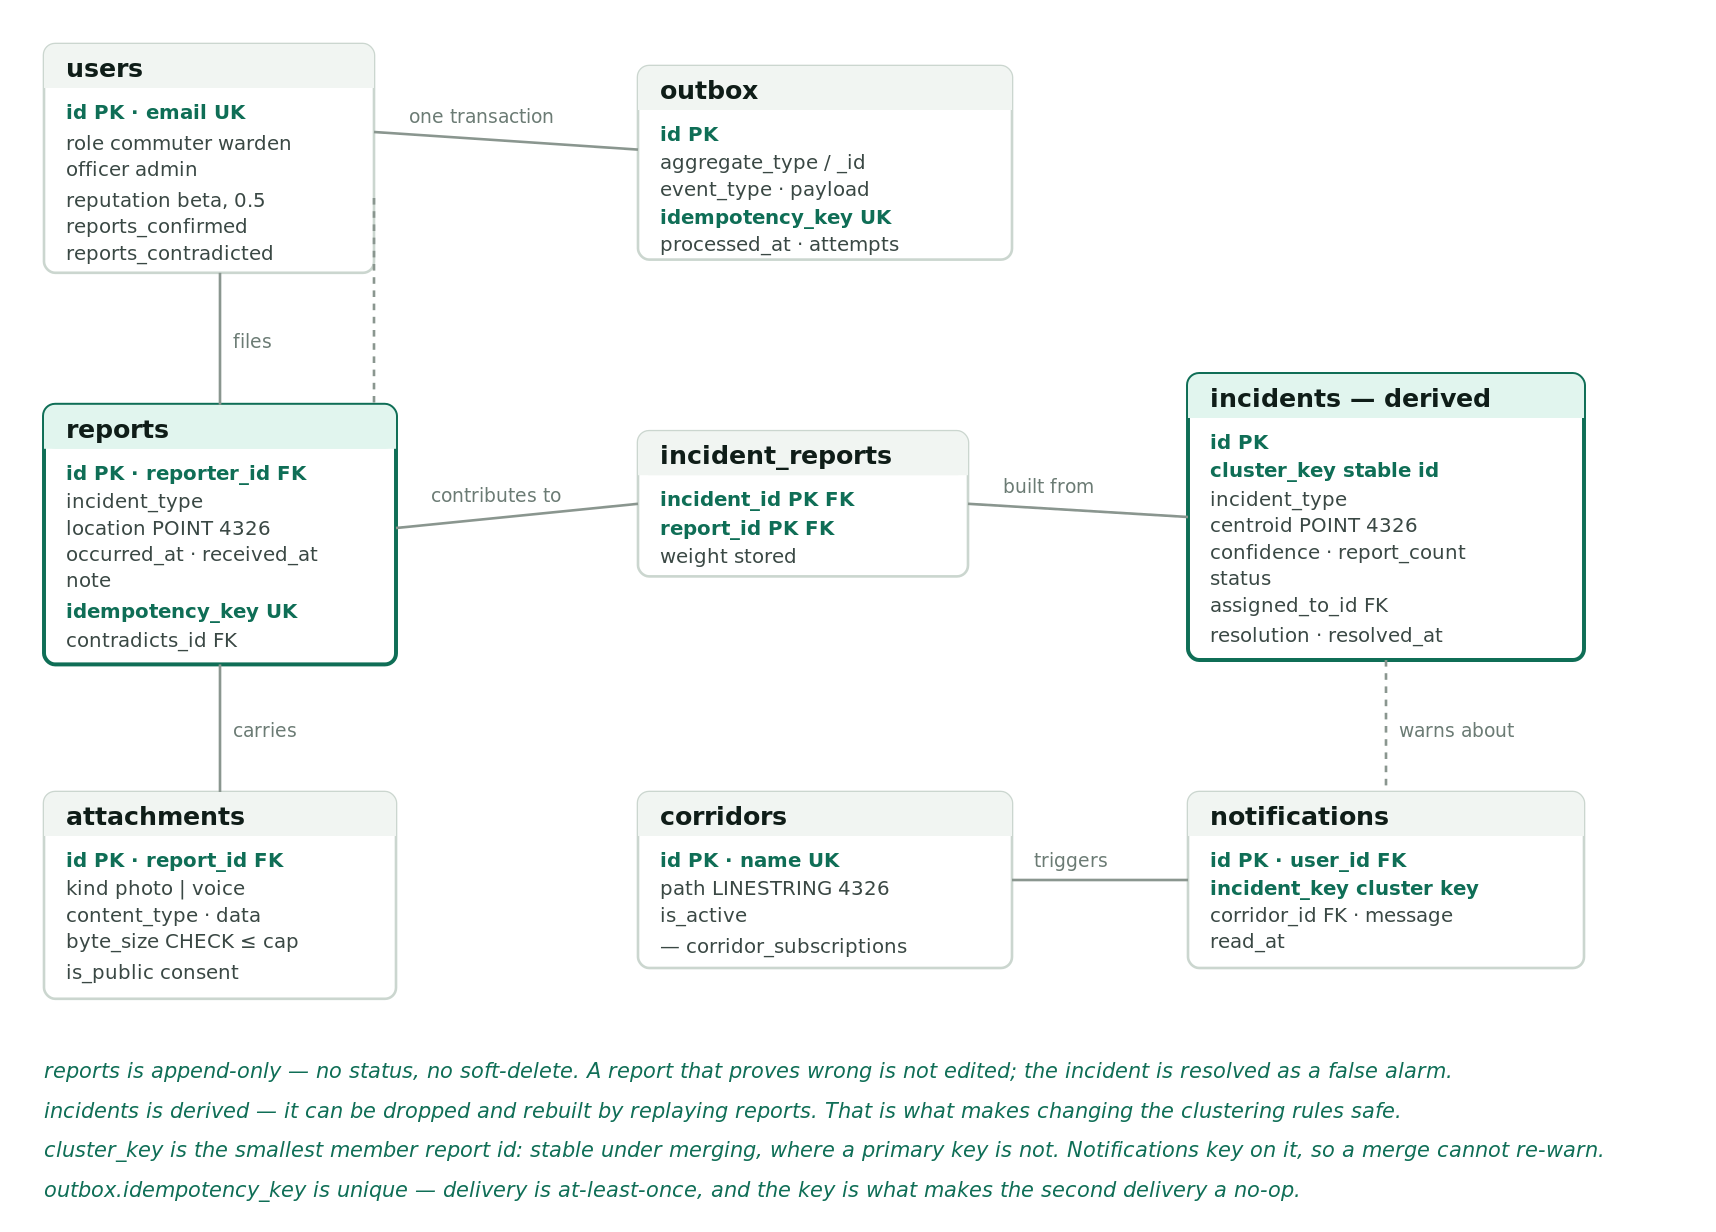 users
id PK · email UK
role commuter warden
officer admin
reputation beta, 0.5
reports_confirmed
reports_contradicted
one transaction
outbox
id PK
aggregate_type / _id
event_type · payload
idempotency_key UK
processed_at · attempts
files
reports
id PK · reporter_id FK
incident_type
location POINT 4326
occurred_at · received_at
note
idempotency_key UK
contradicts_id FK
contributes to
incident_reports
incident_id PK FK
report_id PK FK
weight stored
built from
incidents — derived
id PK
cluster_key stable id
incident_type
centroid POINT 4326
confidence · report_count
status
assigned_to_id FK
resolution · resolved_at
carries
warns about
attachments
id PK · report_id FK
kind photo | voice
content_type · data
byte_size CHECK ≤ cap
is_public consent
corridors
id PK · name UK
path LINESTRING 4326
is_active
— corridor_subscriptions
triggers
notifications
id PK · user_id FK
incident_key cluster key
corridor_id FK · message
read_at
reports is append-only — no status, no soft-delete. A report that proves wrong is not edited; the incident is resolved as a false alarm.
incidents is derived — it can be dropped and rebuilt by replaying reports. That is what makes changing the clustering rules safe.
cluster_key is the smallest member report id: stable under merging, where a primary key is not. Notifications key on it, so a merge cannot re-warn.
outbox.idempotency_key is unique — delivery is at-least-once, and the key is what makes the second delivery a no-op.